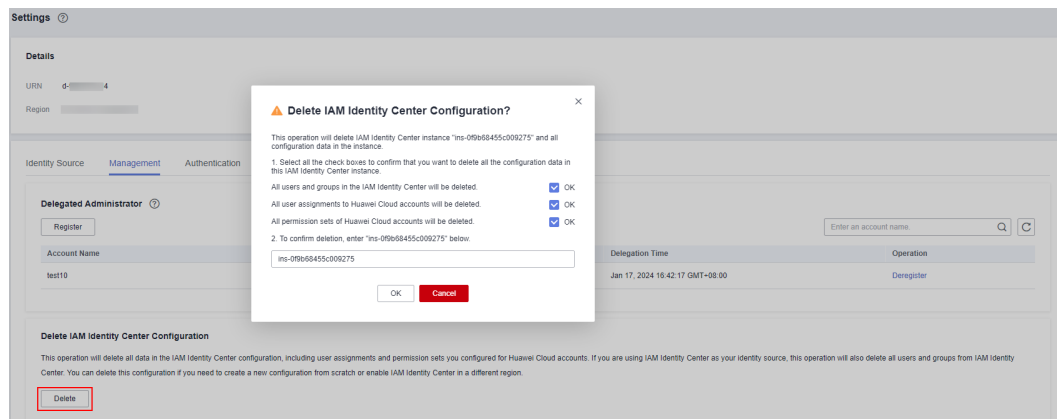 Settings
Details
URN d- 4
Region
Delete IAM Identity Center Configuration?
This operation will delete IAM Identity Center instance "ins-0f9b68455c009275" and all
configuration data in the instance.
1. Select all the check boxes to confirm that you want to delete all the configuration data in
this IAM Identity Center instance.
All users and groups in the IAM Identity Center will be deleted. OK
All user assignments to Huawei Cloud accounts will be deleted. OK
All permission sets of Huawei Cloud accounts will be deleted. OK
2. To confirm deletion, enter "ins-0f9b68455c009275" below.
ins-0f9b68455c009275
OK Cancel
Identity Source Management Authentication
Delegated Administrator
Register
Enter an account name.
Account Name Delegation Time Operation
test10 Jan 17, 2024 16:42:17 GMT+08:00 Deregister
Delete IAM Identity Center Configuration
This operation will delete all data in the IAM Identity Center configuration, including user assignments and permission sets you configured for Huawei Cloud accounts. If you are using IAM Identity Center as your identity source, this operation will also delete all users and groups from IAM Identity
Center. You can delete this configuration if you need to create a new configuration from scratch or enable IAM Identity Center in a different region.
Delete